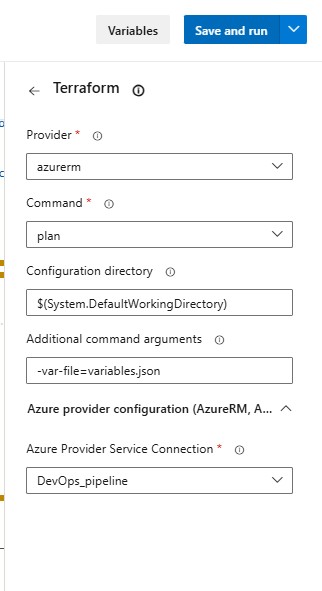 Variables
Save and run
Terraform
Provider *
azurerm
Command *
plan
Configuration directory
$(System.DefaultWorkingDirectory)
Additional command arguments
-var-file=variables.json
Azure provider configuration (AzureRM, A...
Azure Provider Service Connection *
DevOps_pipeline